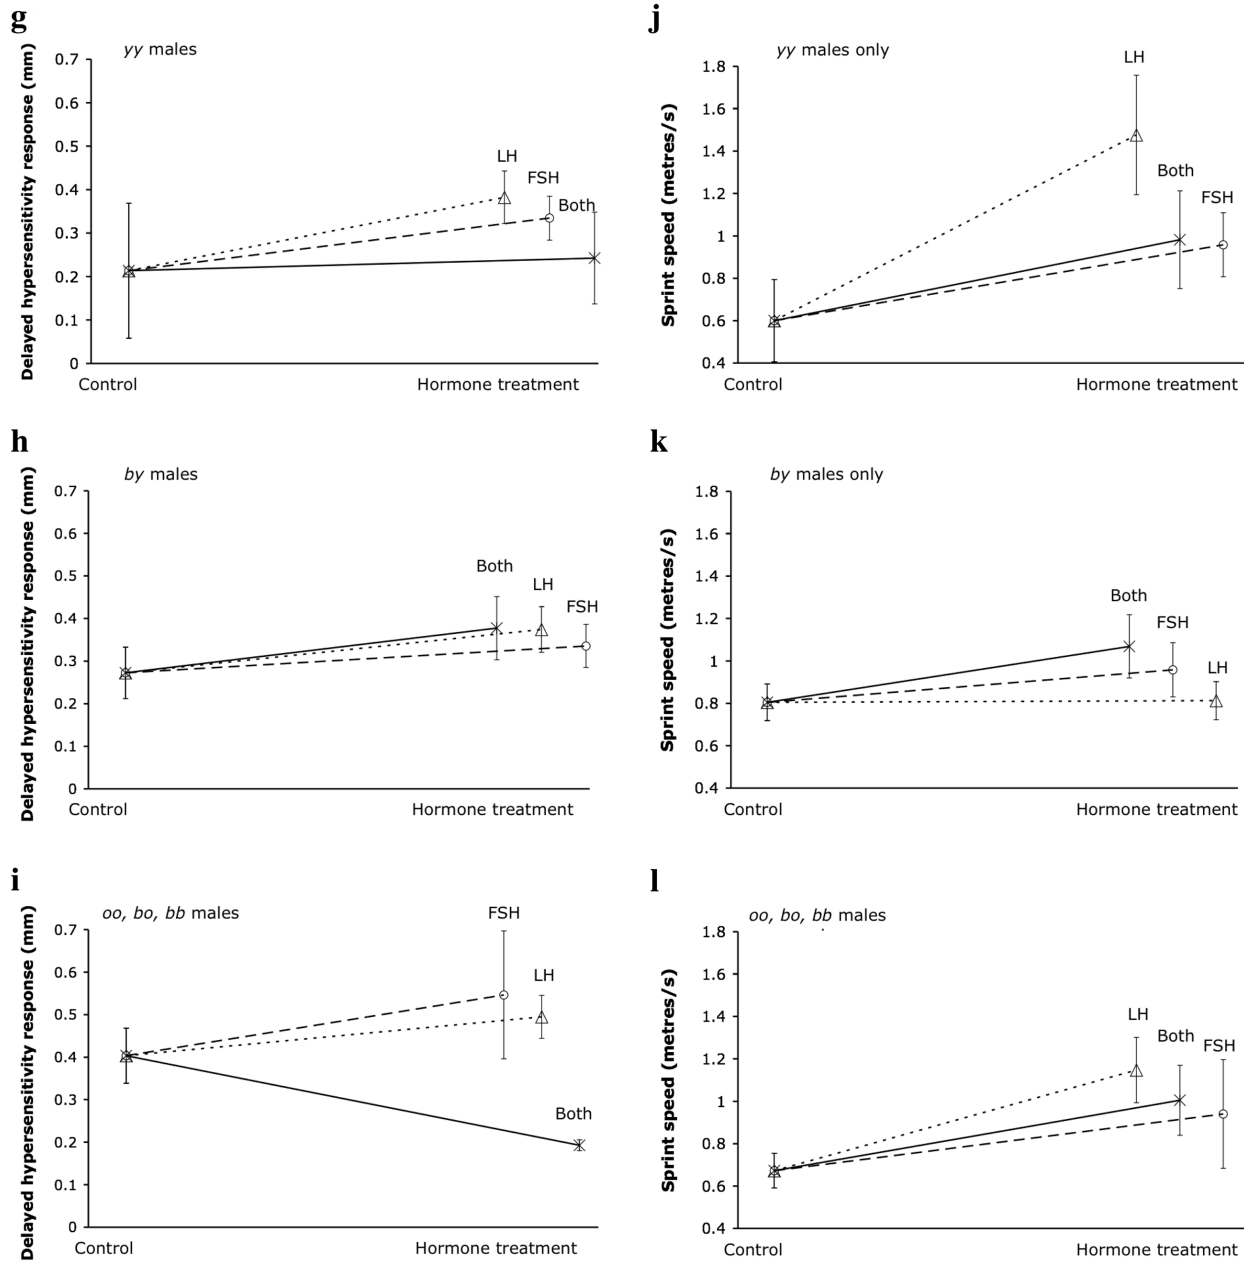 g
yy males
Delayed hypersensitivity response (mm)
0.7
0.6
0.5
0.4
0.3
0.2
0.1
0
LH
FSH
Both
Control
Hormone treatment
j
yy males only
Sprint speed (metres/s)
1.8
1.6
1.4
1.2
1
0.8
0.6
0.4
LH
Both
FSH
Control
Hormone treatment
h
by males
Delayed hypersensitivity response (mm)
0.7
0.6
0.5
0.4
0.3
0.2
0.1
0
Both
LH
FSH
Control
Hormone treatment
k
by males only
Sprint speed (metres/s)
1.8
1.6
1.4
1.2
1
0.8
0.6
0.4
Both
FSH
LH
Control
Hormone treatment
i
oo, bo, bb males
Delayed hypersensitivity response (mm)
0.7
0.6
0.5
0.4
0.3
0.2
0.1
0
FSH
LH
Both
Control
Hormone treatment
l
oo, bo, bb males
Sprint speed (metres/s)
1.8
1.6
1.4
1.2
1
0.8
0.6
0.4
LH
Both
FSH
Control
Hormone treatment